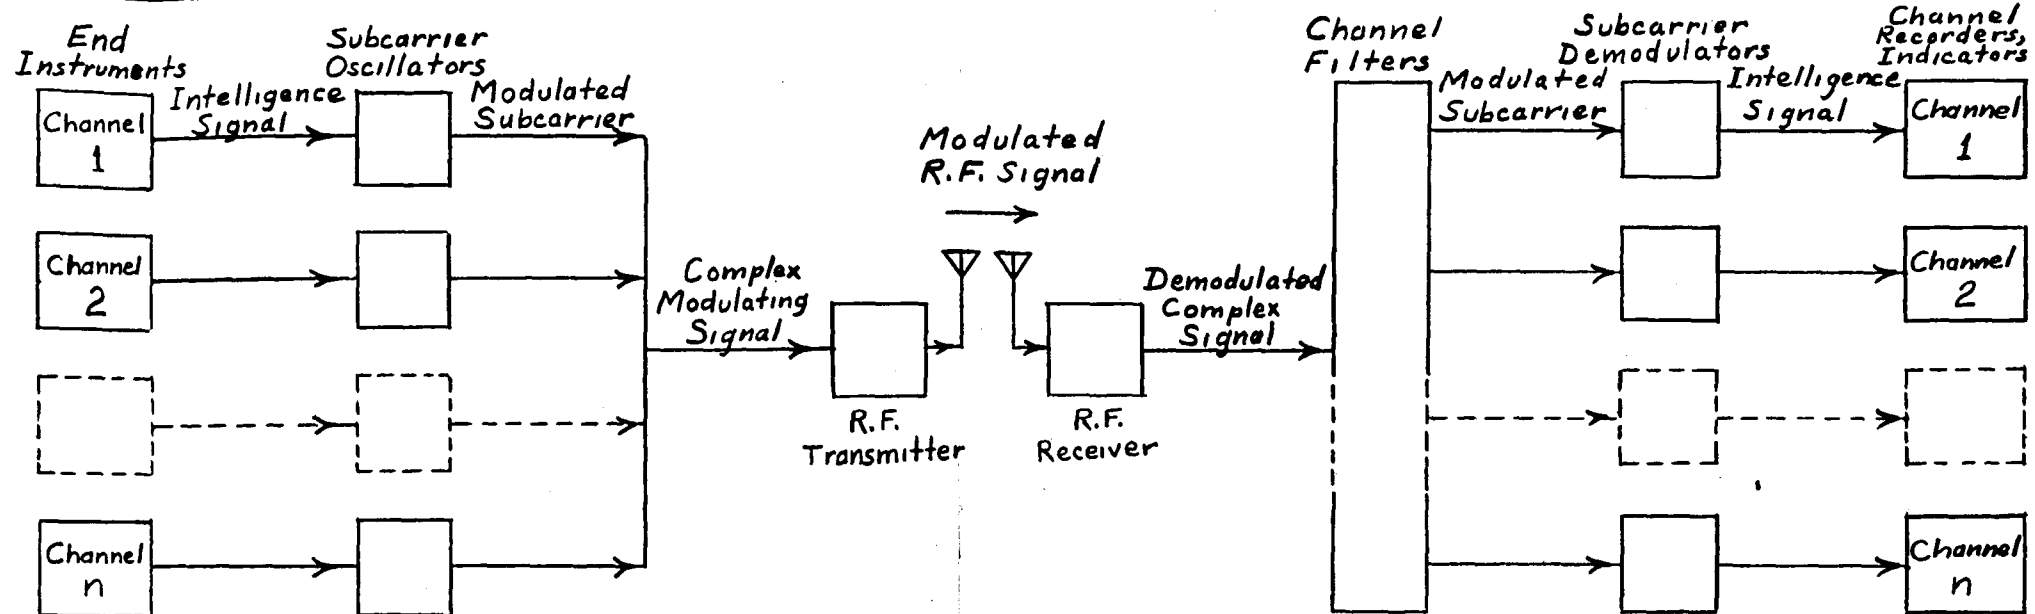 End
Instruments
Intelligence
Signal
Subcarrier
Oscillators
Modulated
Subcarrier
Channel
1
Channel
2
Channel
n
Complex
Modulating
Signal
R.F.
Transmitter
Modulated
R.F. Signal
R.F.
Receiver
Demodulated
Complex
Signal
Channel
Filters
Modulated
Subcarrier
Subcarrier
Demodulators
Intelligence
Signal
Channel
Recorders,
Indicators
Channel
1
Channel
2
Channel
n